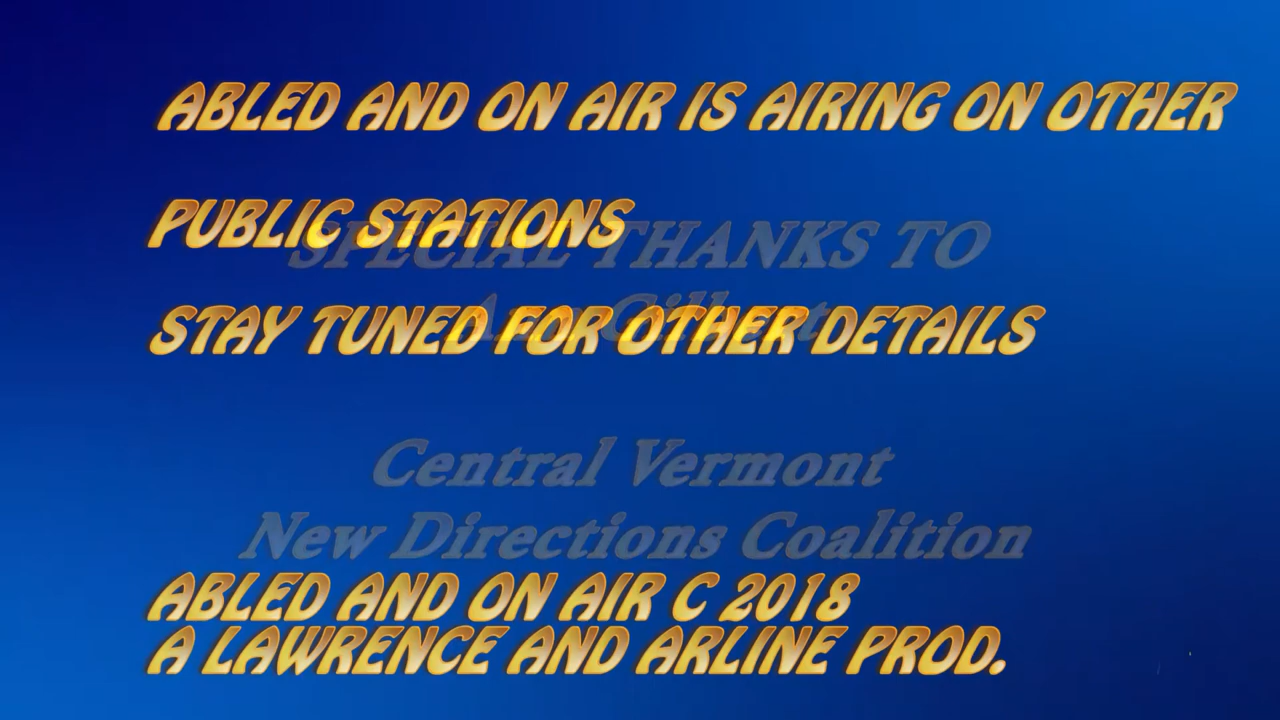 ABLED AND ON AIR IS AIRING ON OTHER
PUBLIC STATIONS
SPECIAL THANKS TO
STAY TUNED FOR OTHER DETAILS
Central Vermont
New Directions Coalition
ABLED AND ON AIR C 2018
A LAWRENCE AND ARLINE PROD.